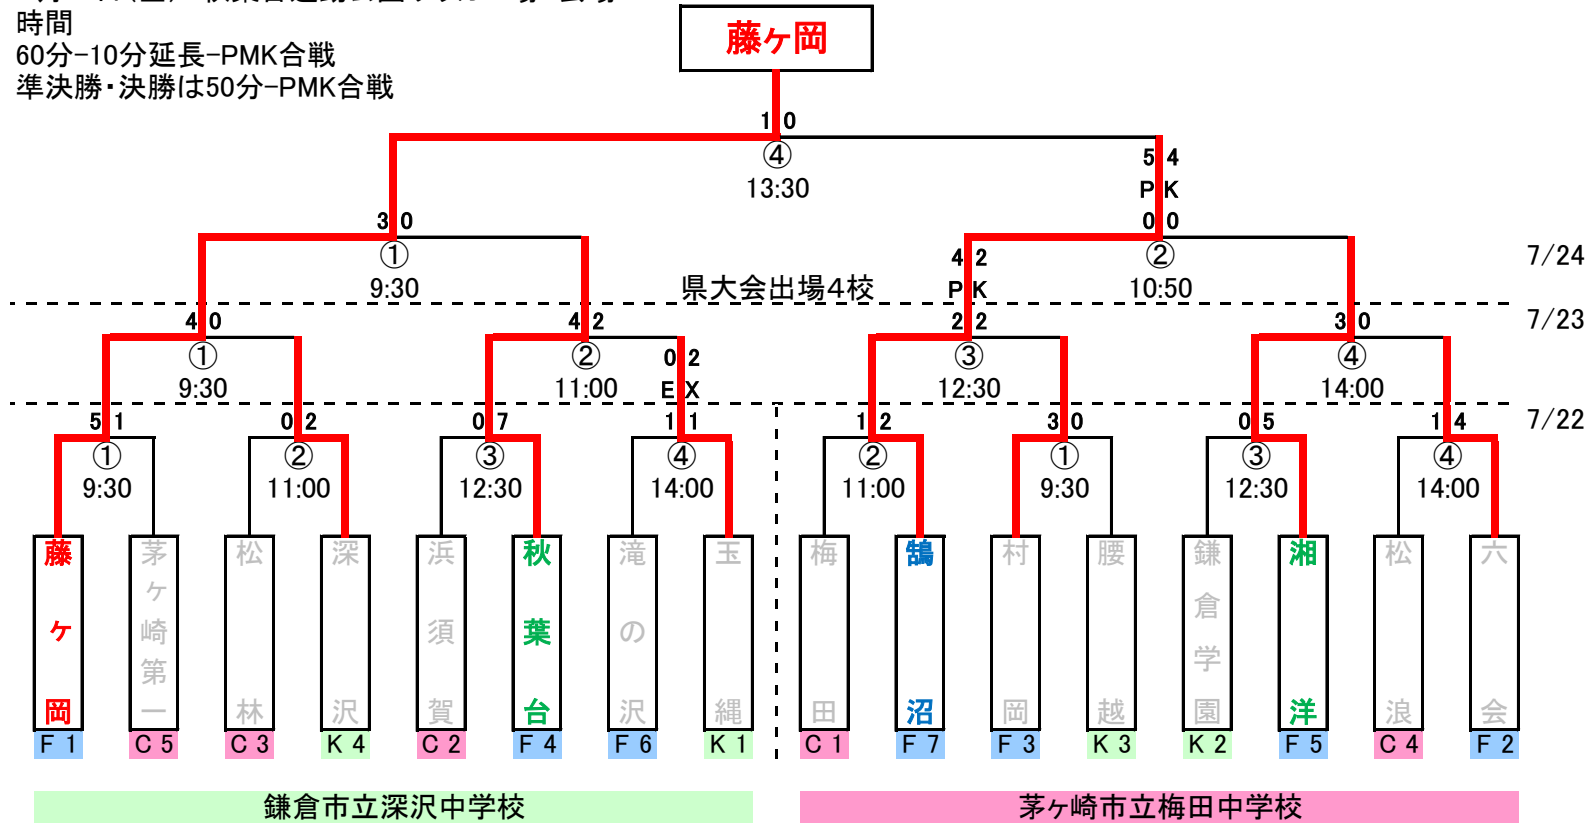 時間
60分-10分延長-PMK合戦
準決勝・決勝は50分-PMK合戦
藤ヶ岡
1 0
④
13:30
5 4
P K
3 0
0 0
①
9:30
②
10:50
4 2
P K
7/24
県大会出場4校
4 0
4 2
2 2
3 0
7/23
①
②
③
④
9:30
11:00
12:30
14:00
0 2
E X
5 1
0 2
0 7
1 1
1 2
3 0
0 5
1 4
7/22
①
②
③
④
②
①
③
④
9:30
11:00
12:30
14:00
11:00
9:30
12:30
14:00
藤ヶ岡
茅ヶ崎第一
松林
深沢
浜須賀
秋葉台
滝の沢
玉縄
梅田
鵠沼
村岡
腰越
鎌倉学園
湘洋
松浪
六会
F 1
C 5
C 3
K 4
C 2
F 4
F 6
K 1
C 1
F 7
F 3
K 3
K 2
F 5
C 4
F 2
鎌倉市立深沢中学校
茅ヶ崎市立梅田中学校